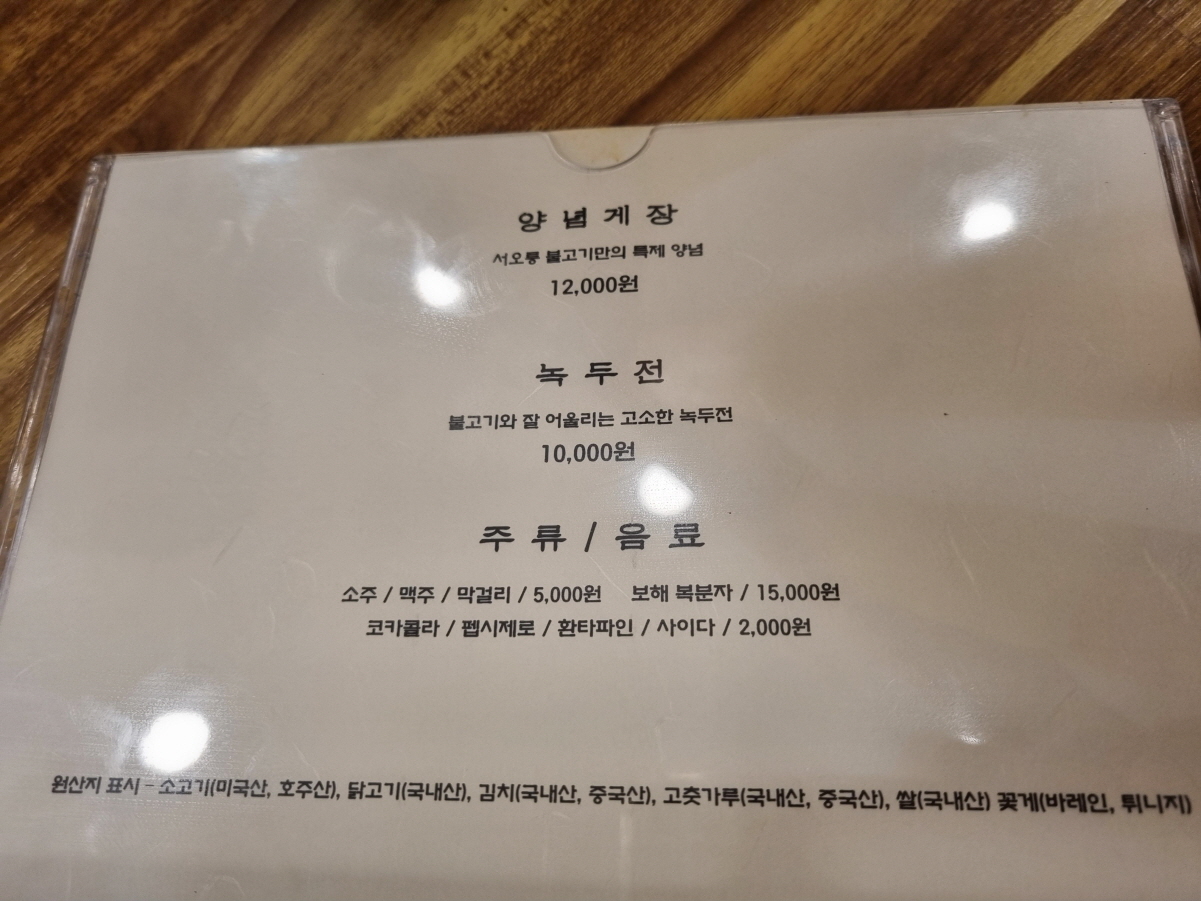 양념게장
서오릉 불고기만의 특제 양념
12,000원
녹두전
불고기와 잘 어울리는 고소한 녹두전
10,000원
주류/음료
소주 / 맥주 / 막걸리 / 5,000원 보해 복분자 / 15,000원
코카콜라 / 펩시제로 / 환타파인 / 사이다 / 2,000원
원산지 표시 - 소고기(미국산, 호주산), 닭고기(국내산), 김치(국내산, 중국산), 고춧가루(국내산, 중국산), 쌀(국내산) 꽃게(바레인, 튀니지)